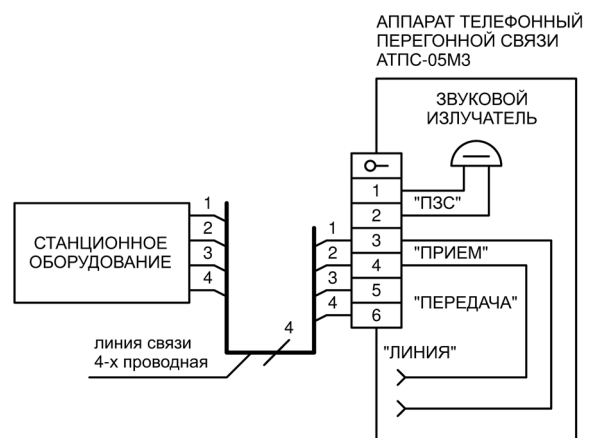 АППАРАТ ТЕЛЕФОННЫЙ
ПЕРЕГОННОЙ СВЯЗИ
АТПС-05М3
ЗВУКОВОЙ
ИЗЛУЧАТЕЛЬ
1
"ПЗС"
2
СТАНЦИОННОЕ
ОБОРУДОВАНИЕ
1
2
3
4
1
2
3
4
3
"ПРИЕМ"
4
5
"ПЕРЕДАЧА"
6
4
линия связи
4-х проводная
"ЛИНИЯ"